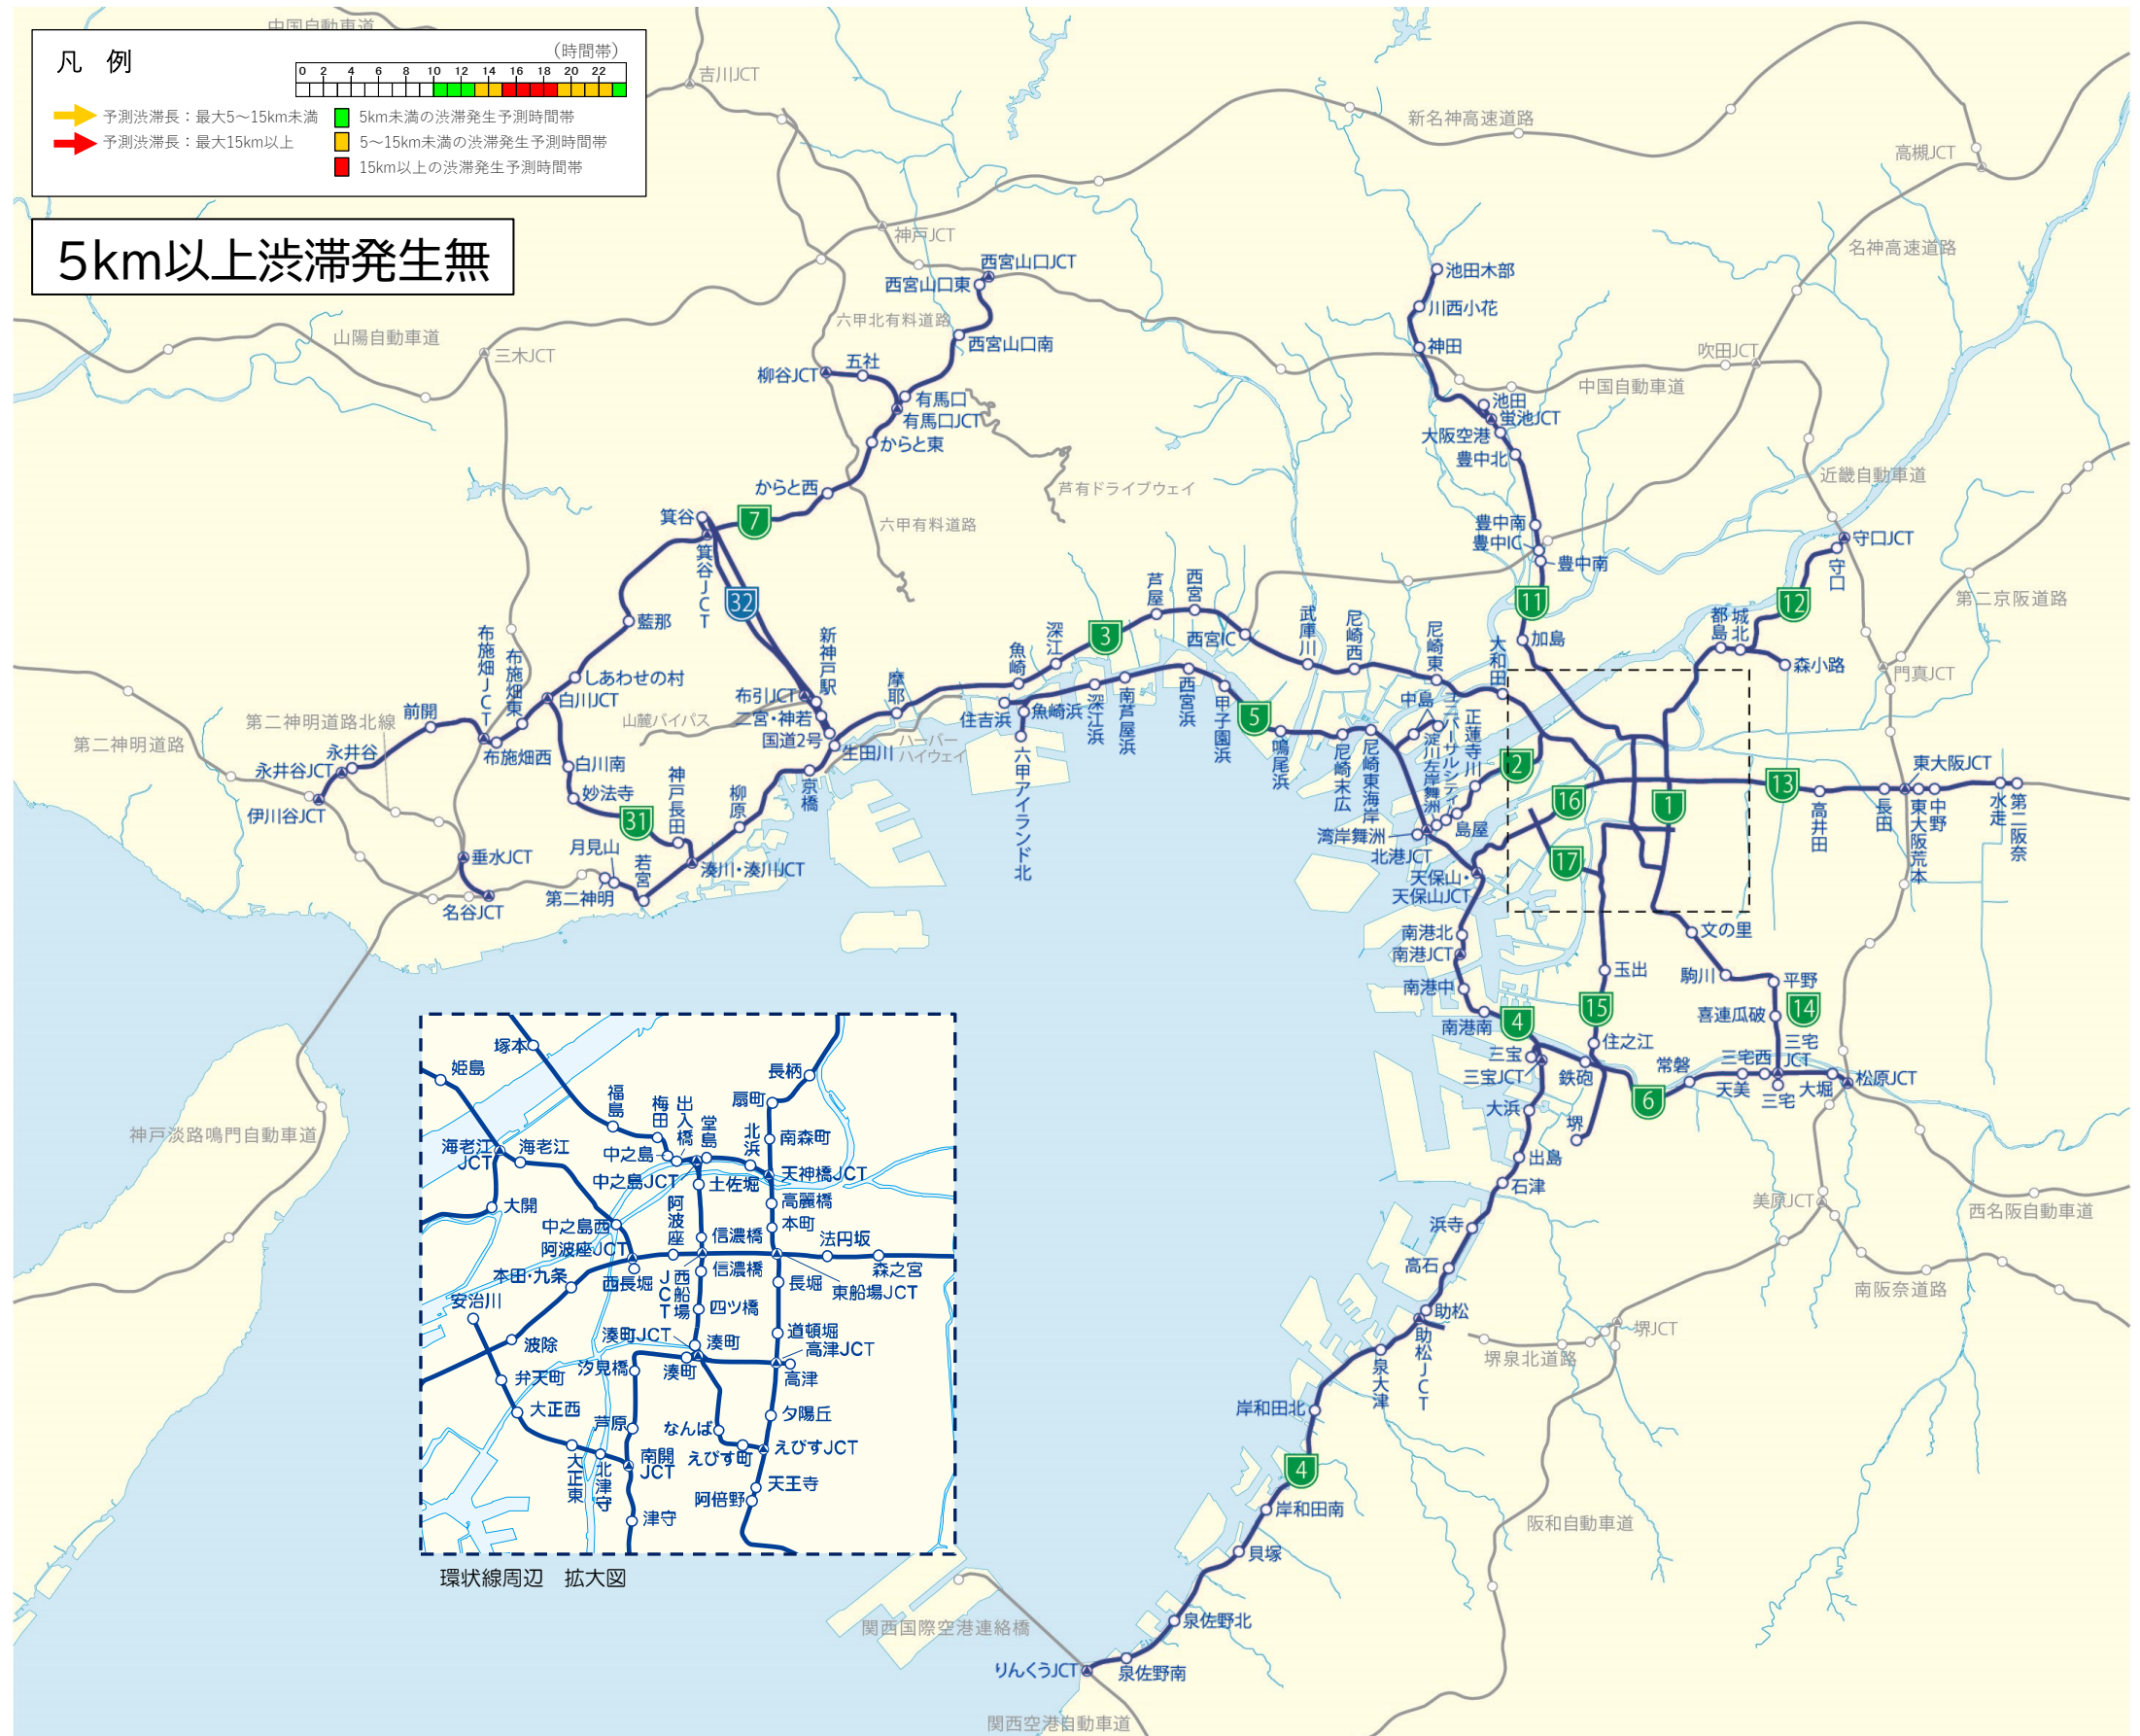 中国自動車道
凡 例
(時間帯)
0 2 4 6 8 10 12 14 16 18 20 22
予測渋滞長：最大5～15km未満
予測渋滞長：最大15km以上
5km未満の渋滞発生予測時間帯
5～15km未満の渋滞発生予測時間帯
15km以上の渋滞発生予測時間帯
5km以上渋滞発生無
吉川JCT
新名神高速道路
高槻JCT
神戸JCT
名神高速道路
西宮山口JCT
西宮山口東
池田木部
川西小花
六甲北有料道路
山陽自動車道
三木JCT
西宮山口南
神田
吹田JCT
中国自動車道
五社
柳谷JCT
有馬口
有馬口JCT
からと東
池田
蛍池JCT
大阪空港
豊中北
近畿自動車道
からと西
芦有ドライブウェイ
箕谷
7
六甲有料道路
豊中南
豊中IC
豊中南
守口JCT
守口
箕谷JCT
32
11
12
第二京阪道路
藍那
芦屋
西宮
3
西宮IC
武庫川
尼崎西
尼崎東
大和田
加島
都島
城北
森小路
門真JCT
布施畑JCT
布施畑東
しあわせの村
白川JCT
新神戸駅
布引JCT
二宮・神若
国道2号
摩耶
魚崎
深江
住吉浜
魚崎浜
深江浜
南芦屋浜
西宮浜
甲子園浜
5
鳴尾浜
尼崎末広
尼崎東海岸
中島
淀川左岸舞洲
ユニバーサルシティ
正蓮寺川
2
前開
第二神明道路北線
第二神明道路
山麓バイパス
永井谷
永井谷JCT
布施畑西
生田川
ハーバー
ハイウェイ
六甲アイランド北
伊川谷JCT
白川南
妙法寺
神戸長田
柳原
京橋
31
月見山
若宮
湊川・湊川JCT
垂水JCT
名谷JCT
第二神明
16
1
13
高井田
長田
東大阪JCT
東大阪荒本
中野
水走
第二阪奈
湾岸舞洲
島屋
北港JCT
17
天保山・
天保山JCT
南港北
南港JCT
南港中
南港南
文の里
駒川
平野
玉出
15
14
喜連瓜破
4
三宝
三宝JCT
住之江
鉄砲
常磐
三宅西
三宅
JCT
天美
三宅
大堀
松原JCT
6
大浜
堺
出島
石津
浜寺
高石
美原JCT
西名阪自動車道
南阪奈道路
助松
助松JCT
泉大津
堺泉北道路
堺JCT
岸和田北
4
岸和田南
阪和自動車道
貝塚
泉佐野北
りんくうJCT
泉佐野南
関西国際空港連絡橋
関西空港自動車道
神戸淡路鳴門自動車道
塚本
姫島
長柄
福島
梅田
出入橋
堂島
北浜
扇町
南森町
海老江
JCT
海老江
中之島
中之島JCT
土佐堀
天神橋JCT
大開
高麗橋
中之島西
阿波座
信濃橋
本町
阿波座JCT
法円坂
本田・九条
西長堀
西船場JCT
信濃橋
長堀
東船場JCT
森之宮
安治川
四ツ橋
湊町JCT
湊町
道頓堀
高津JCT
波除
汐見橋
湊町
高津
弁天町
大正西
芦原
なんば
夕陽丘
えびすJCT
えびす町
大正東
北津守
南開
JCT
天王寺
阿倍野
津守
環状線周辺 拡大図